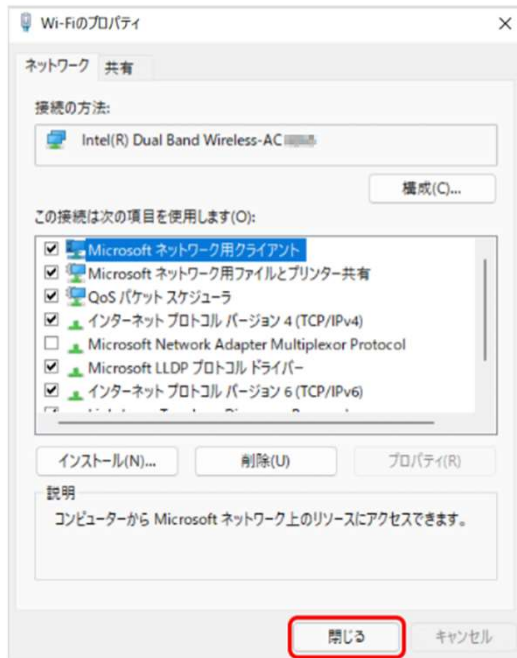 Wi-Fiのプロパティ
ネットワーク 共有
接続の方法:
Intel(R) Dual Band Wireless-AC
構成(C)...
この接続は次の項目を使用します(O):
Microsoft ネットワーク用クライアント
Microsoft ネットワーク用ファイルとプリンター共有
QoS パケット スケジューラ
インターネット プロトコル バージョン 4 (TCP/IPv4)
Microsoft Network Adapter Multiplexor Protocol
Microsoft LLDP プロトコル ドライバー
インターネット プロトコル バージョン 6 (TCP/IPv6)
インストール(N)... 削除(U) プロパティ(R)
説明
コンピューターから Microsoft ネットワーク上のリソースにアクセスできます。
閉じる キャンセル